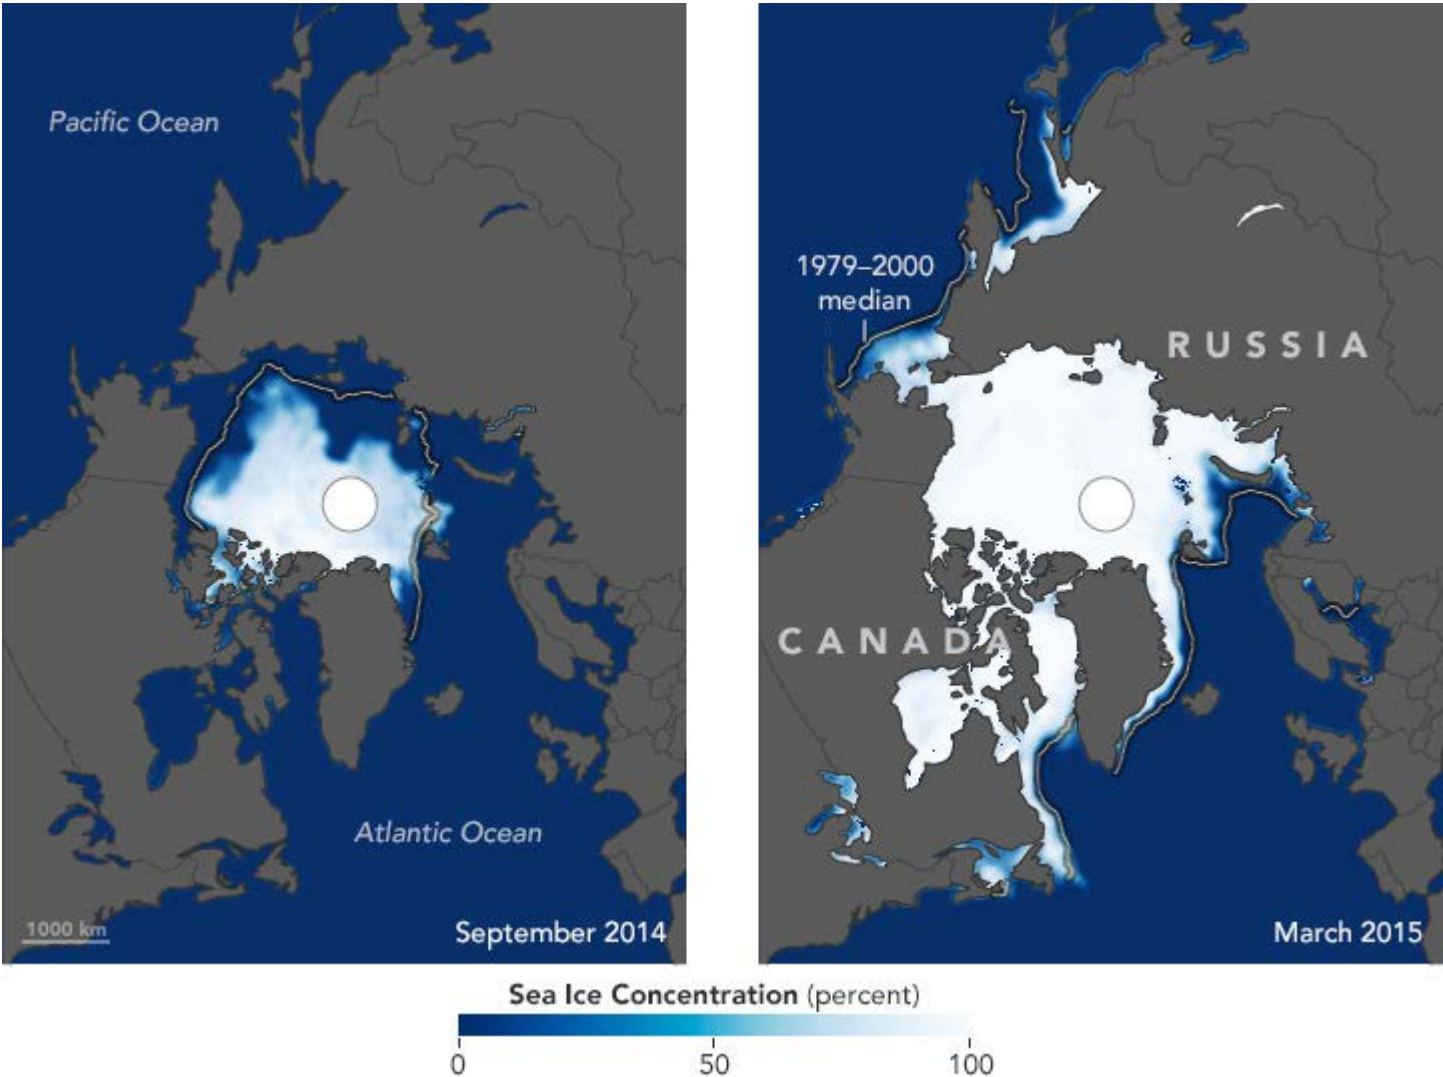 Pacific Ocean
Atlantic Ocean
1000 km
September 2014
1979–2000
median
RUSSIA
CANADA
March 2015
Sea Ice Concentration (percent)
0
50
100